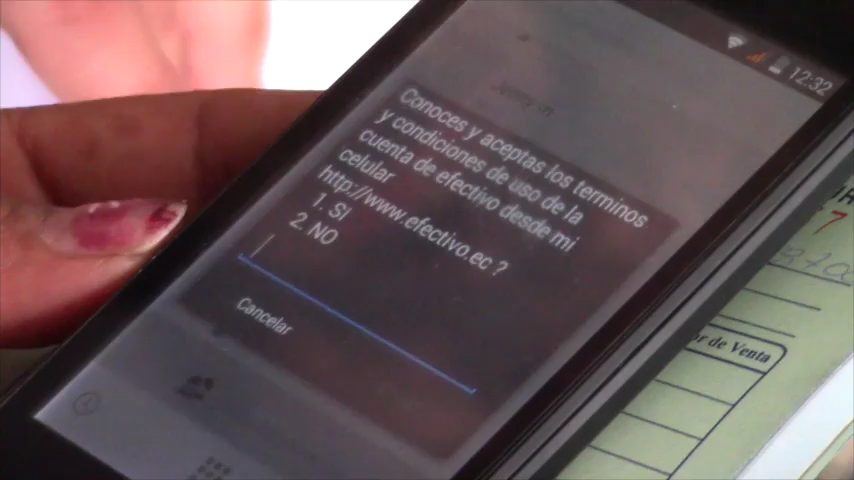 12:32
Conoces y aceptas los terminos
y condiciones de uso de la
cuenta de efectivo desde mi
celular
http://www.efectivo.ec ?
1. SI
2. NO
Cancelar
7
de Venta